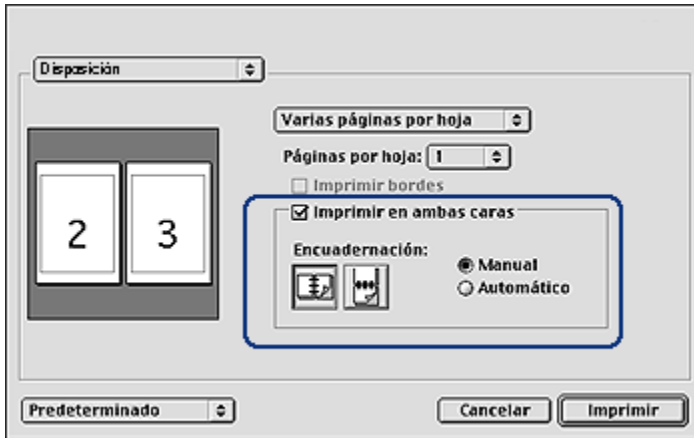 Disposición
Varias páginas por hoja
Páginas por hoja: 1
Imprimir bordes
Imprimir en ambas caras
2 3
Encuadernación:
Manual
Automático
Predeterminado
Cancelar Imprimir